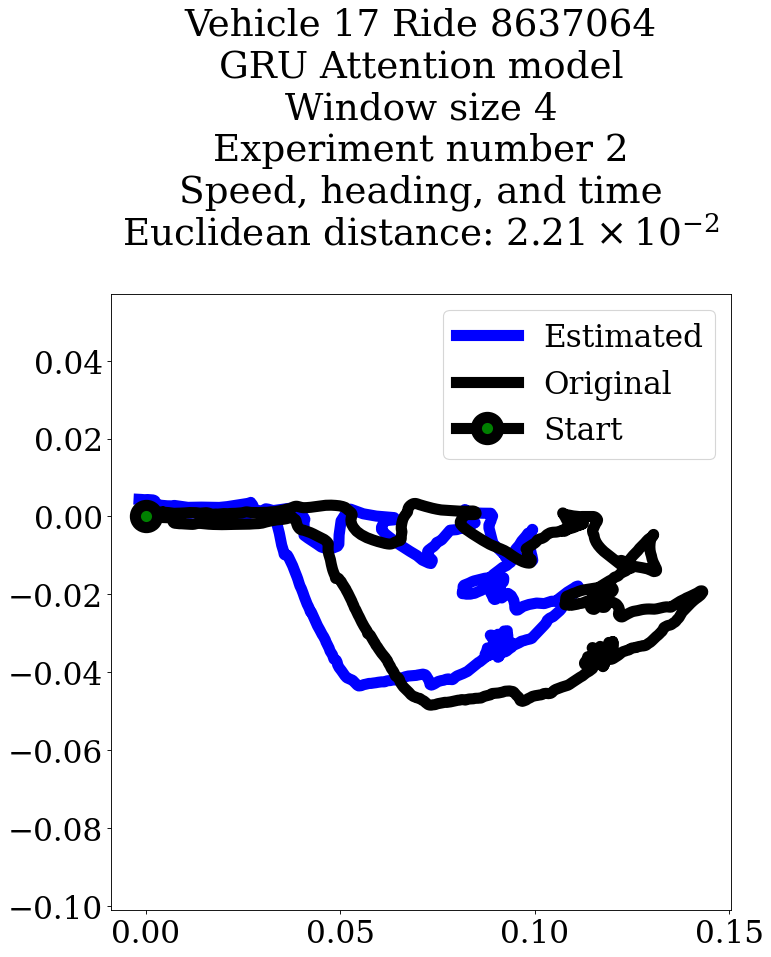 Vehicle 17 Ride 8637064
GRU Attention model
Window size 4
Experiment number 2
Speed, heading, and time
Euclidean distance: 2.21 × 10⁻²
Estimated
Original
Start
0.04
0.02
0.00
−0.02
−0.04
−0.06
−0.08
−0.10
0.00 0.05 0.10 0.15